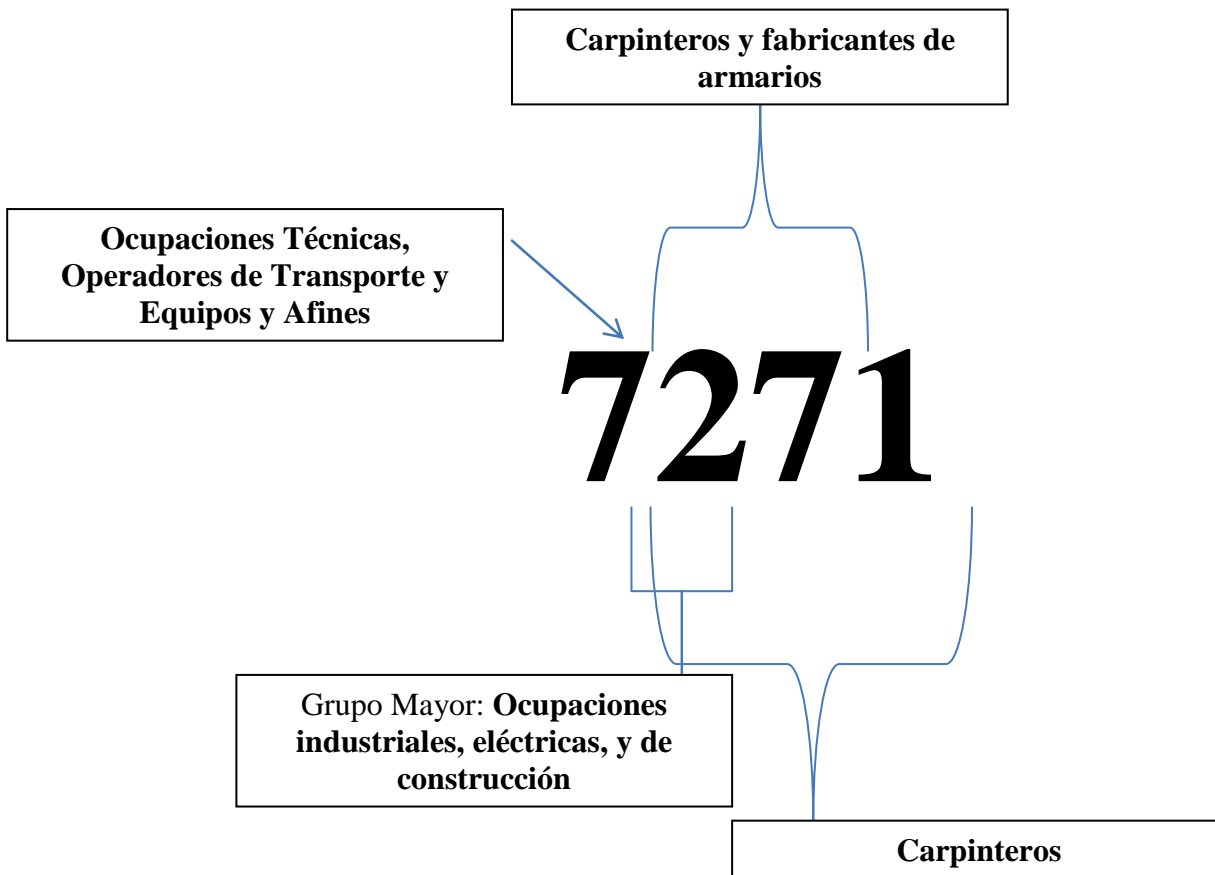 Carpinteros y fabricantes de
armarios
Ocupaciones Técnicas,
Operadores de Transporte y
Equipos y Afines
7271
Grupo Mayor: Ocupaciones
industriales, eléctricas, y de
construcción
Carpinteros